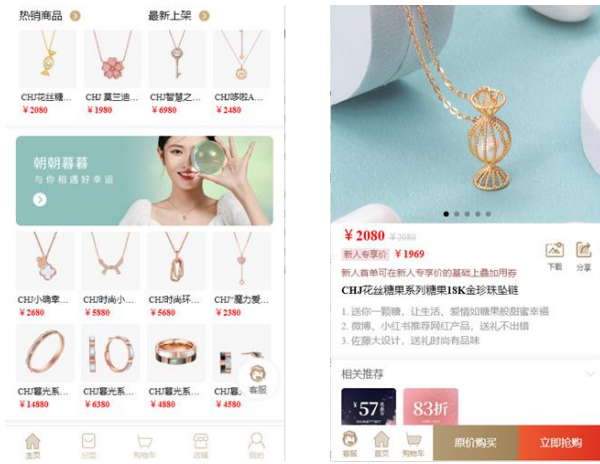 热销商品
最新上架
CHJ花丝糖...
CHJ 莫兰迪...
CHJ智慧之...
CHJ哆啦A...
￥2080
￥1980
￥6980
￥2480
朝朝暮暮
与你相遇好幸运
CHJ小确幸...
CHJ时尚小...
CHJ时尚环...
CHJ“魔力爱...
￥2680
￥5880
￥5680
￥2380
CHJ暮光系...
CHJ暮光系...
CHJ暮光系...
CHJ暮...
￥14880
￥6380
￥4880
￥4580
客服
主页
分类
购物车
店铺
我的
￥2080 ￥2080
新人专享价 ￥1969
下载
分享
新人首单可在新人专享价的基础上叠加用券
CHJ花丝糖果系列糖果18K金珍珠坠链
1. 送你一颗糖，让生活、爱情如糖果般甜蜜幸福
2. 微博、小红书推荐网红产品，送礼不出错
3. 佐藤大设计，送礼时尚有品味
相关推荐
￥57
83折
客服
首页
购物车
原价购买
立即抢购